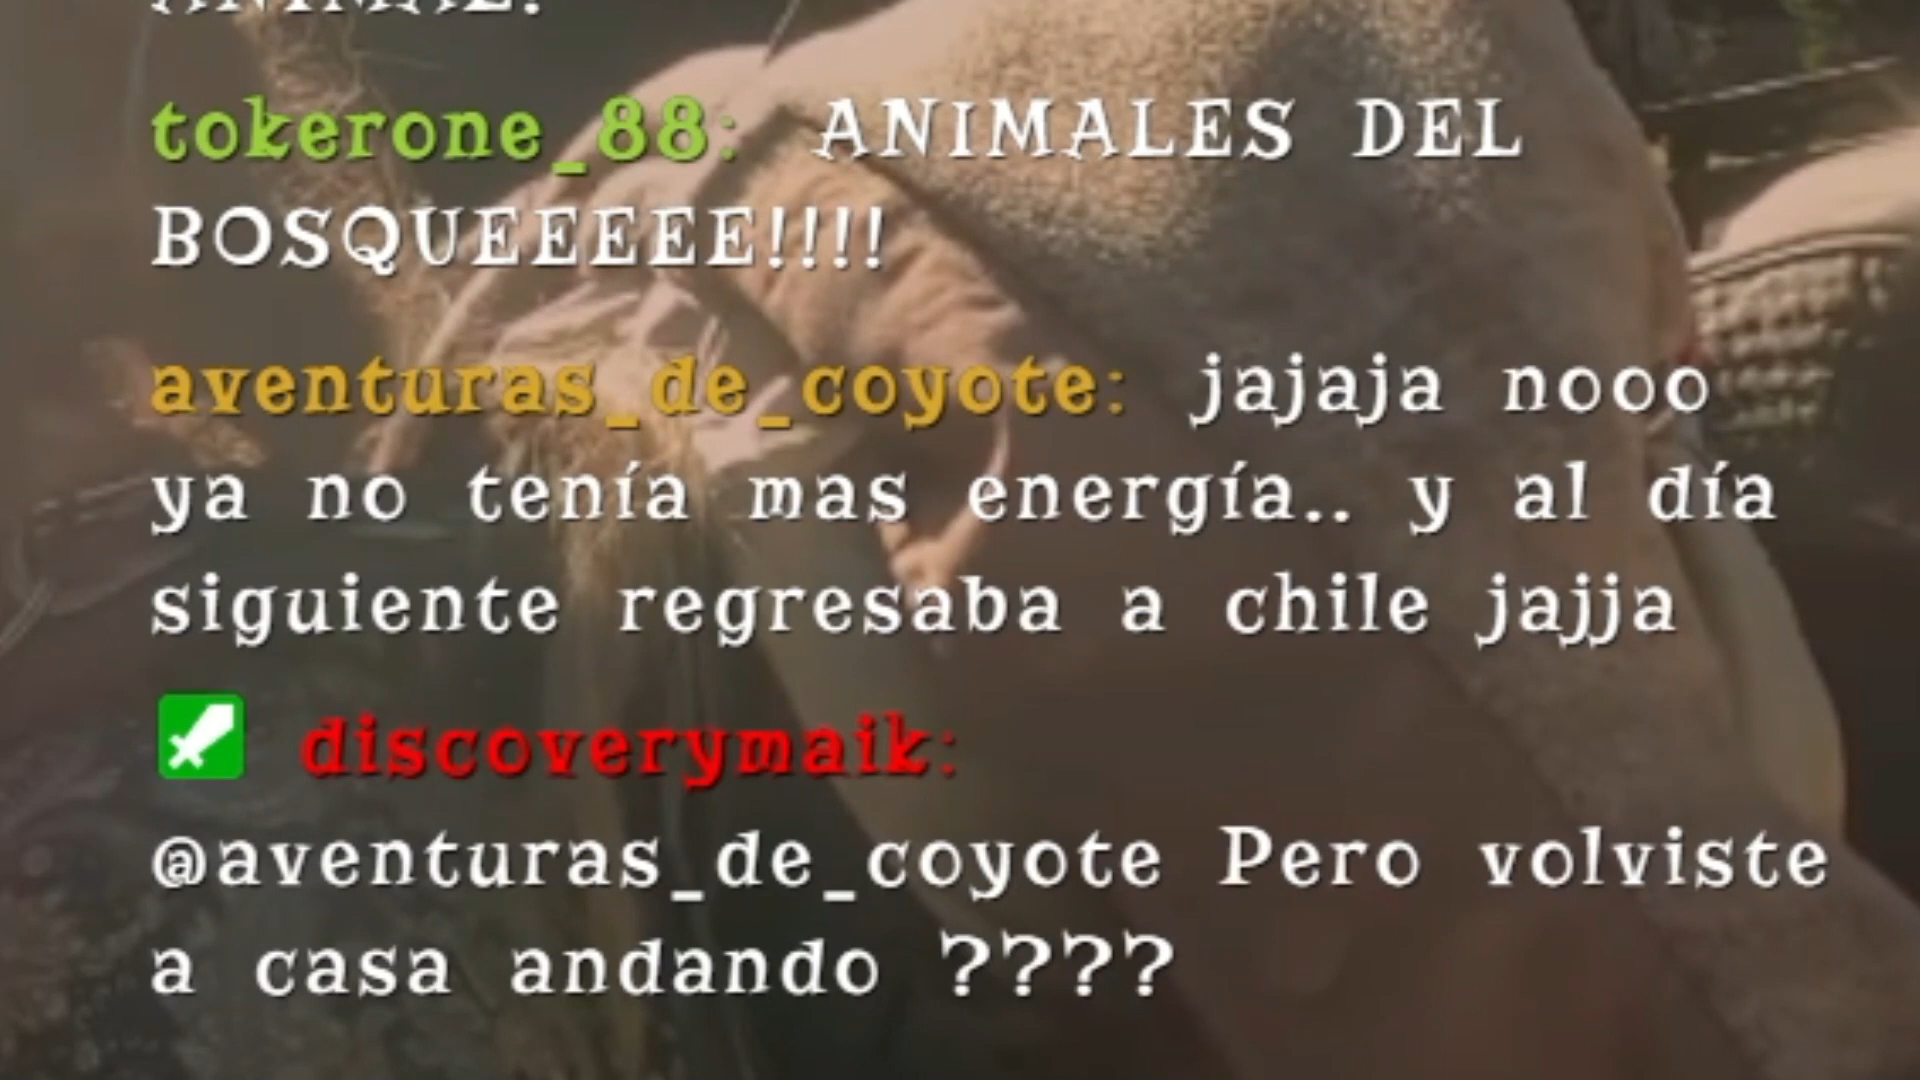 ANIMAL!
tokerone_88: ANIMALES DEL
BOSQUEEEEE!!!!
aventuras_de_coyote: jajaja nooo
ya no tenía mas energía.. y al día
siguiente regresaba a chile jajja
discoverymaik:
@aventuras_de_coyote Pero volviste
a casa andando ????